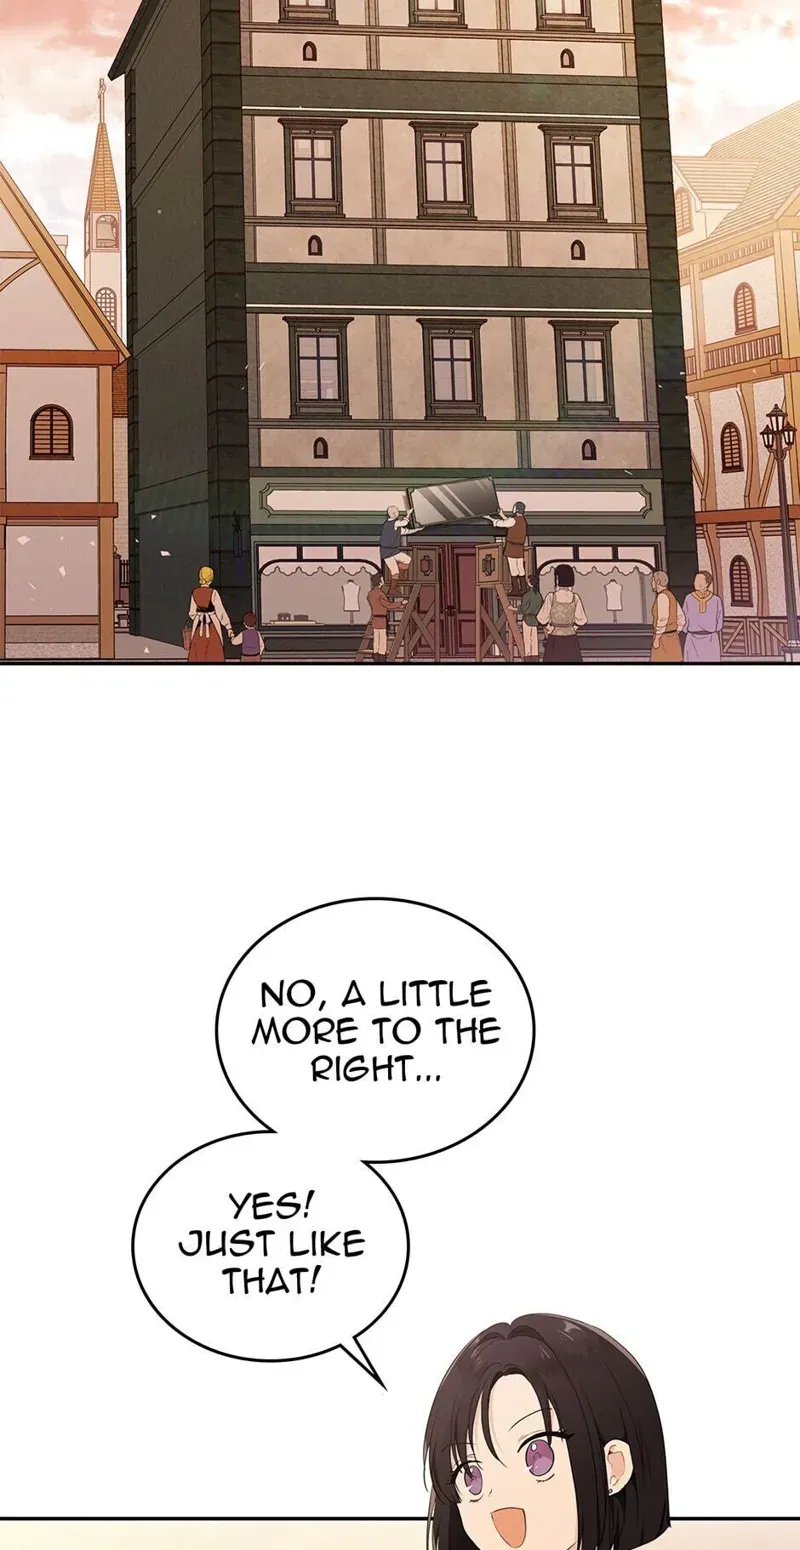 NO, A LITTLE
MORE TO THE
RIGHT...
YES!
JUST LIKE
THAT!